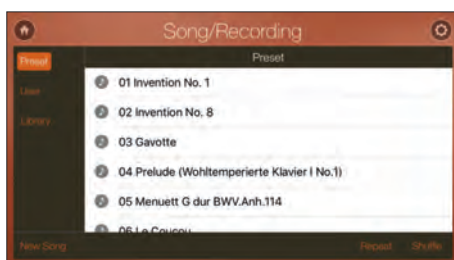 Song/Recording
Preset
Preset
User
Library
01 Invention No. 1
02 Invention No. 8
03 Gavotte
04 Prelude (Wohltemperierte Klavier I No.1)
05 Menuett G dur BWV.Anh.114
06 Le Coucou
New Song
Repeat
Shuffle